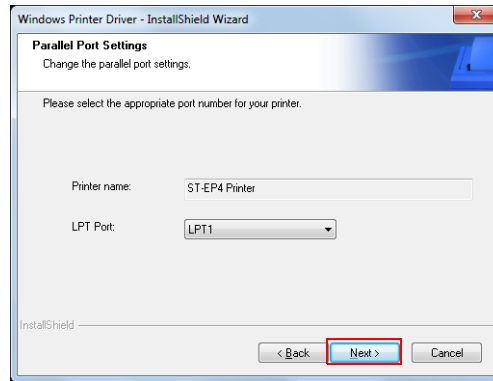 Windows Printer Driver - InstallShield Wizard
Parallel Port Settings
Change the parallel port settings.
Please select the appropriate port number for your printer.
Printer name: ST-EP4 Printer
LPT Port: LPT1
InstallShield
< Back Next > Cancel